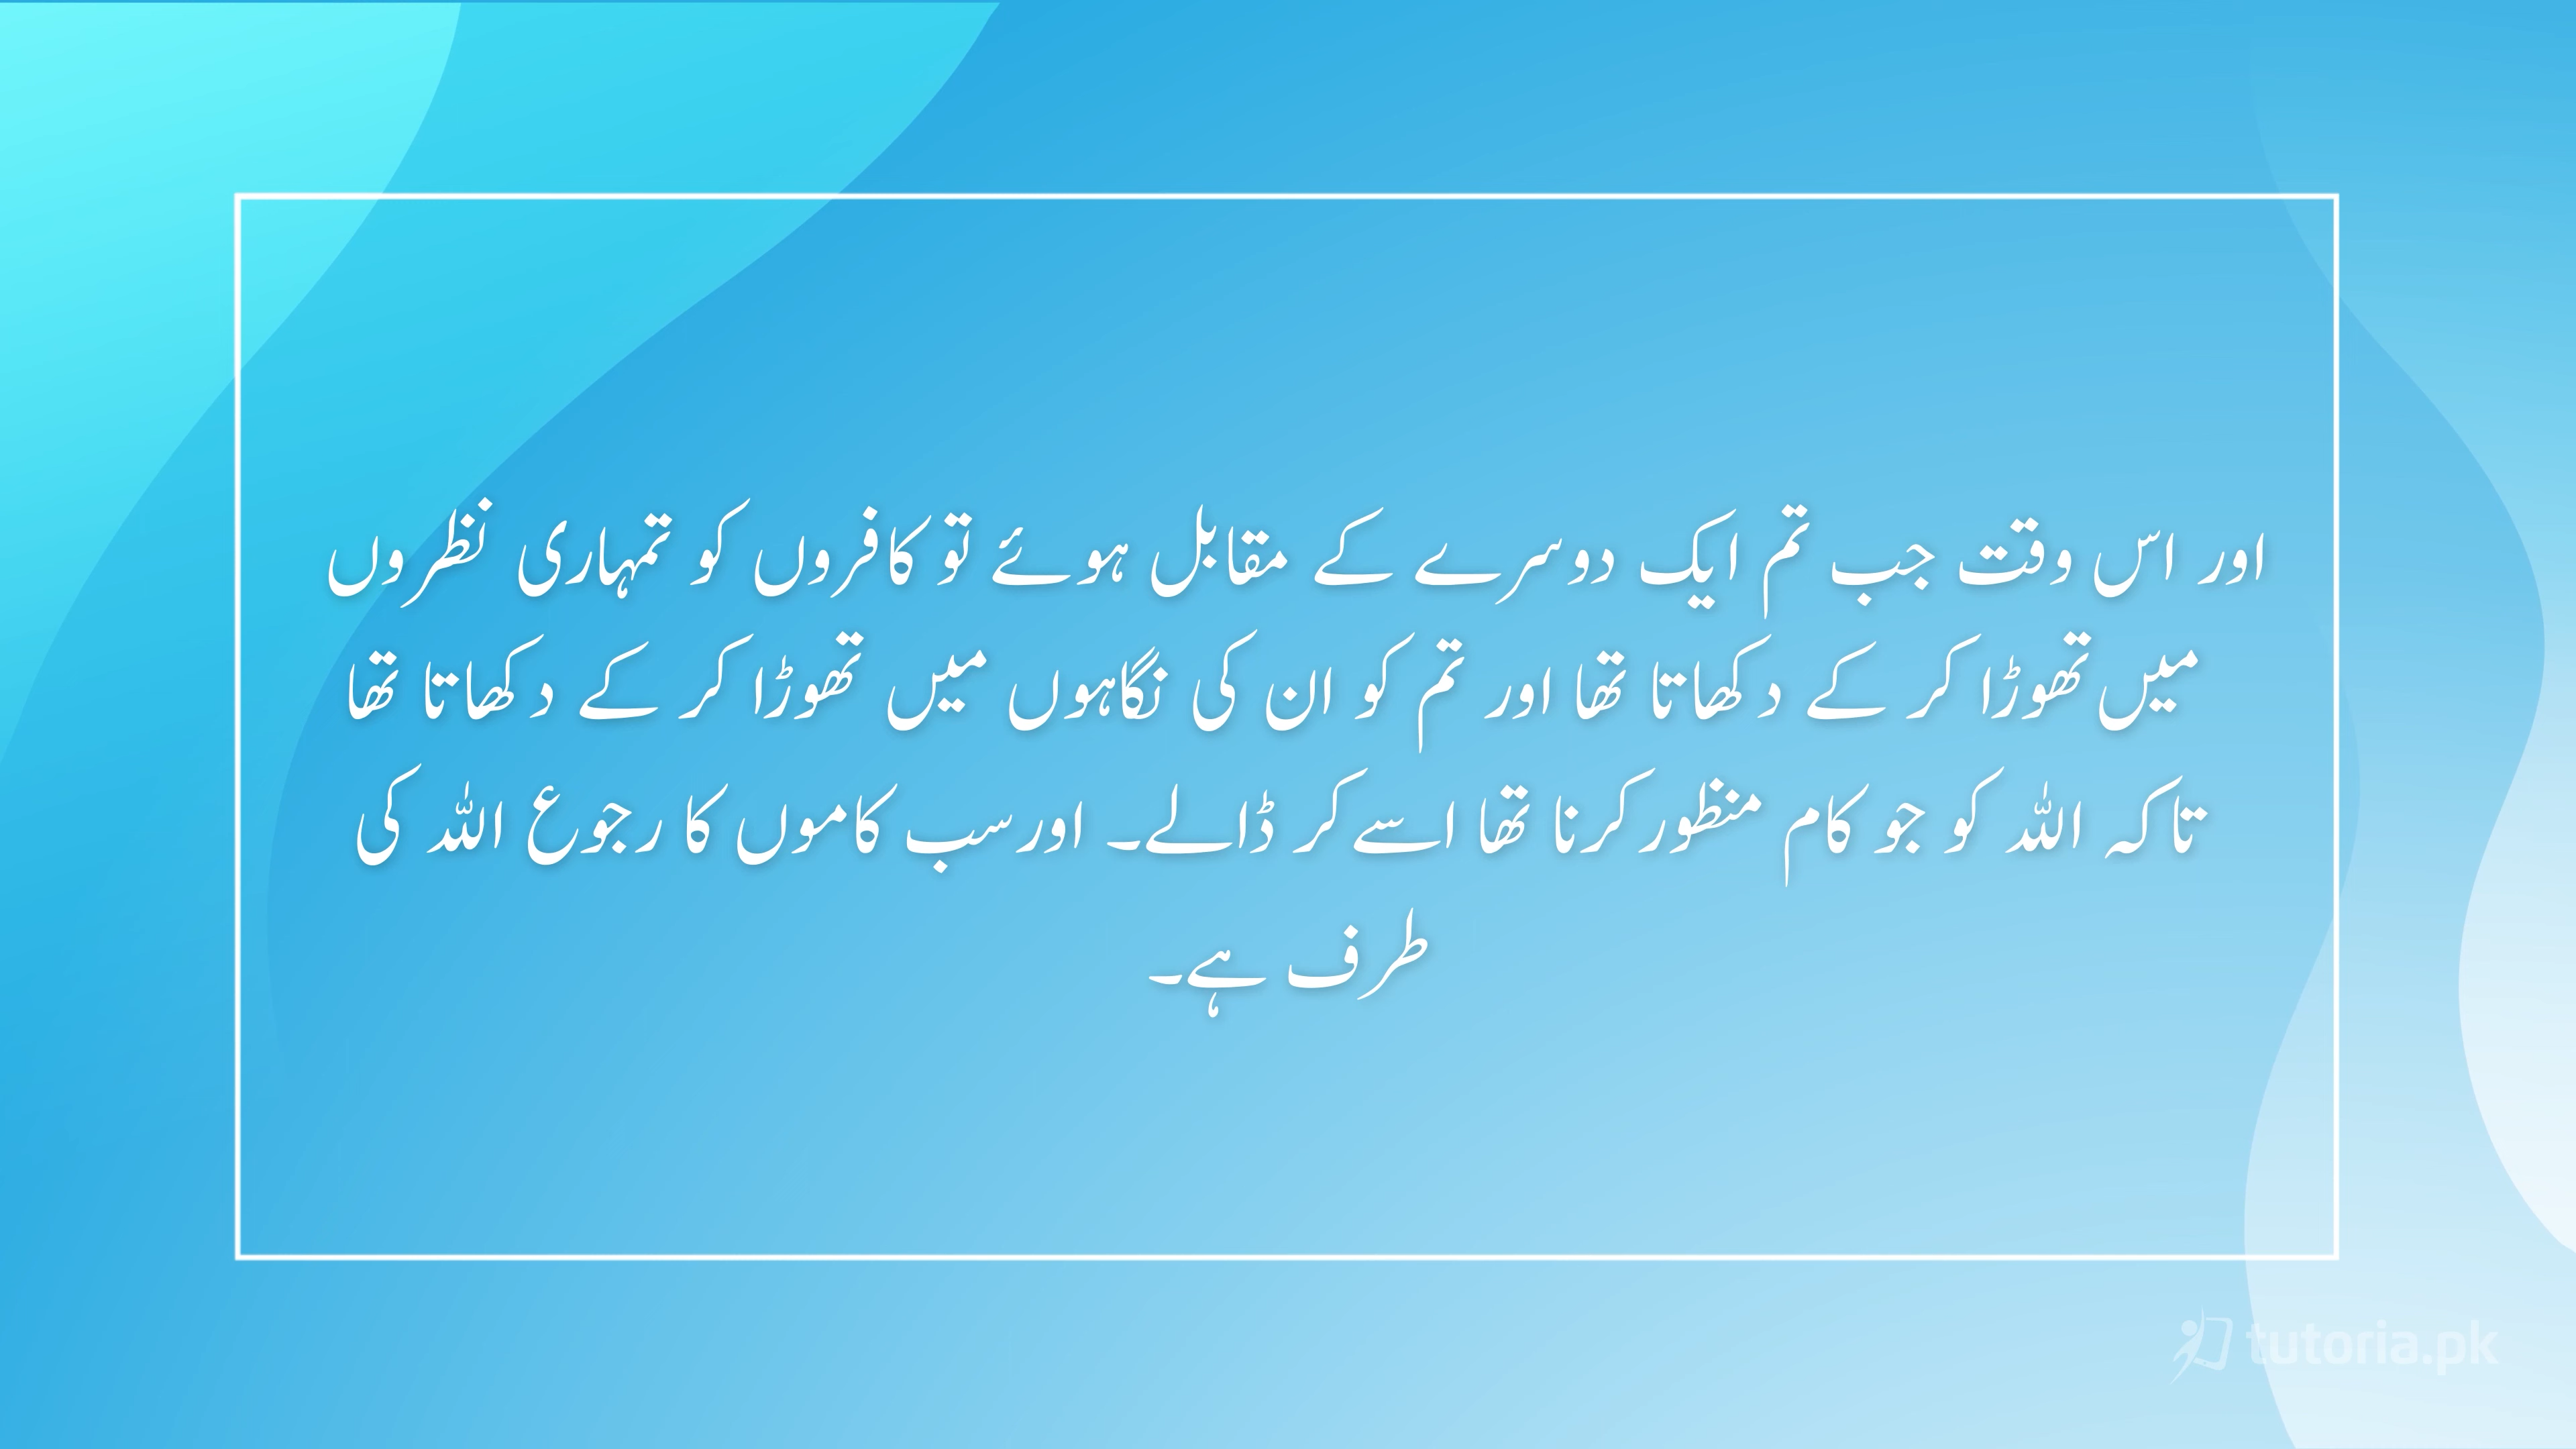 اور اس وقت جب تم ایک دوسرے کے مقابل ہوئے تو کافروں کو تمہاری نظروں
میں تھوڑا کر کے دکھاتا تھا اور تم کو ان کی نگاہوں میں تھوڑا کر کے دکھاتا تھا
تاکہ اللہ کو جو کام منظور کرنا تھا اسے کر ڈالے۔ اور سب کاموں کا رجوع اللہ کی
طرف ہے۔
tutoria.pk